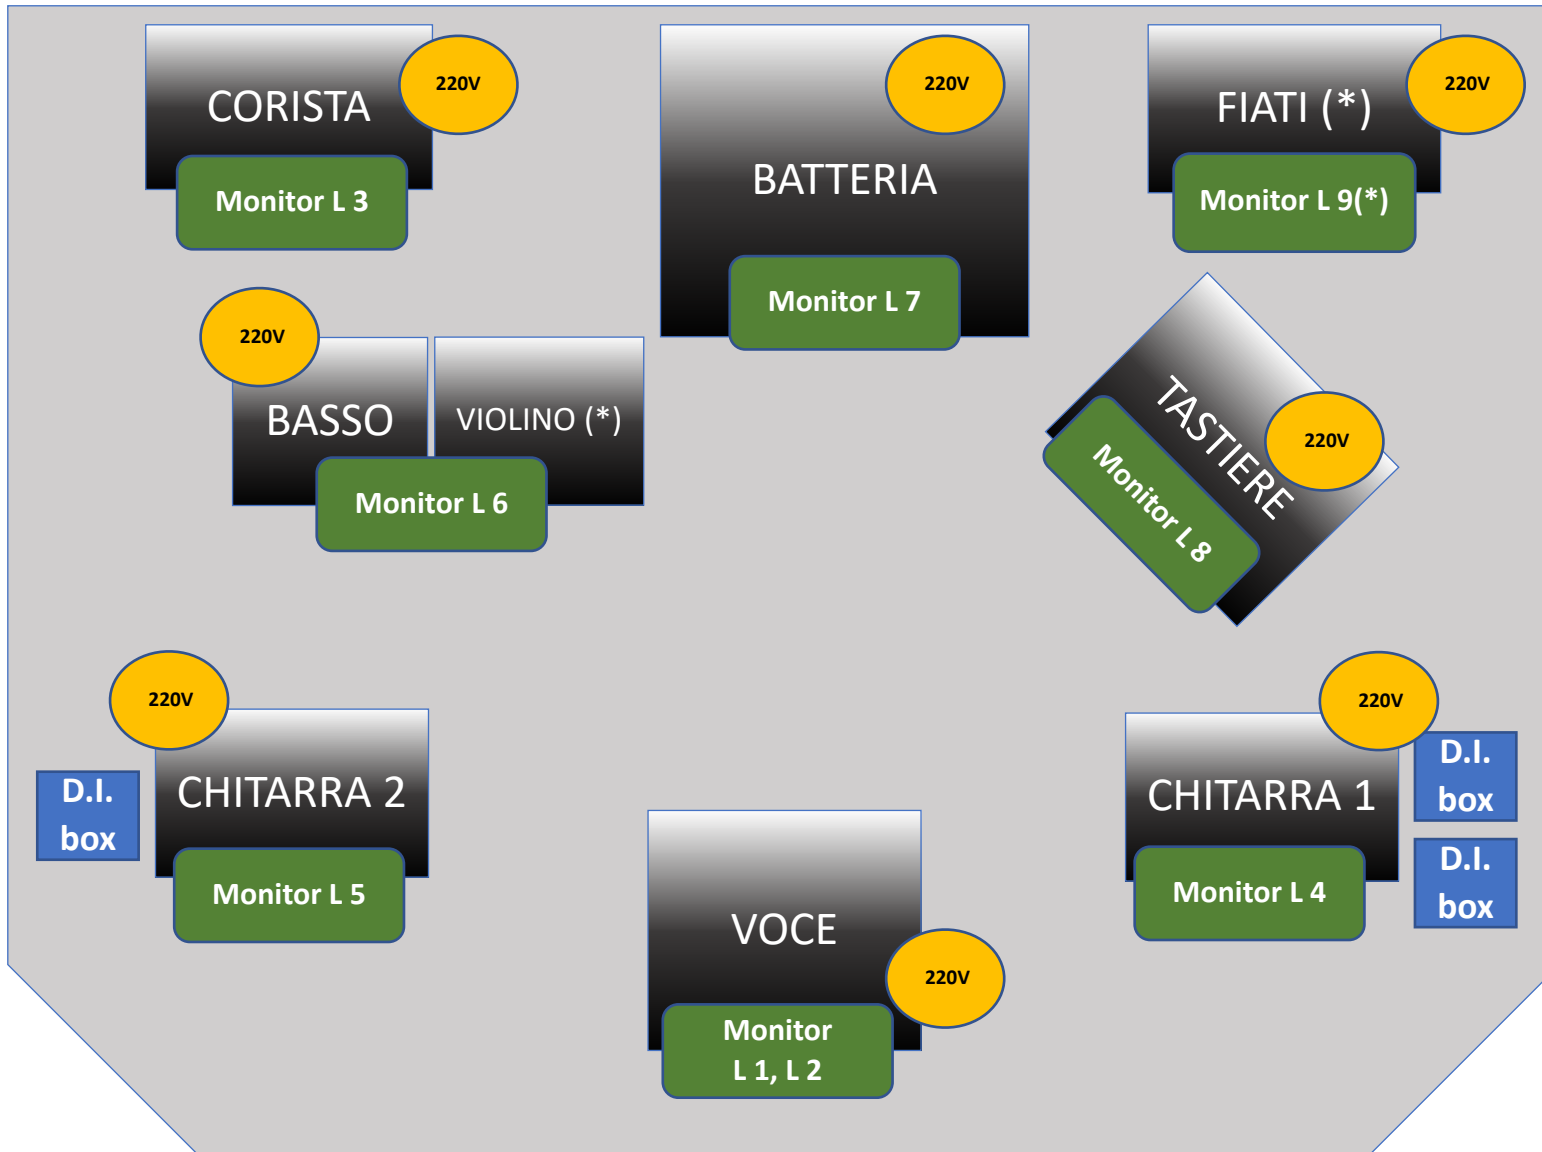 CORISTA
220V
Monitor L 3
BATTERIA
220V
Monitor L 7
FIATI (*)
220V
Monitor L 9(*)
220V
BASSO
VIOLINO (*)
Monitor L 6
TASTIERE
220V
Monitor L 8
220V
D.I.
box
CHITARRA 2
Monitor L 5
VOCE
220V
Monitor
L 1, L 2
220V
CHITARRA 1
Monitor L 4
D.I.
box
D.I.
box